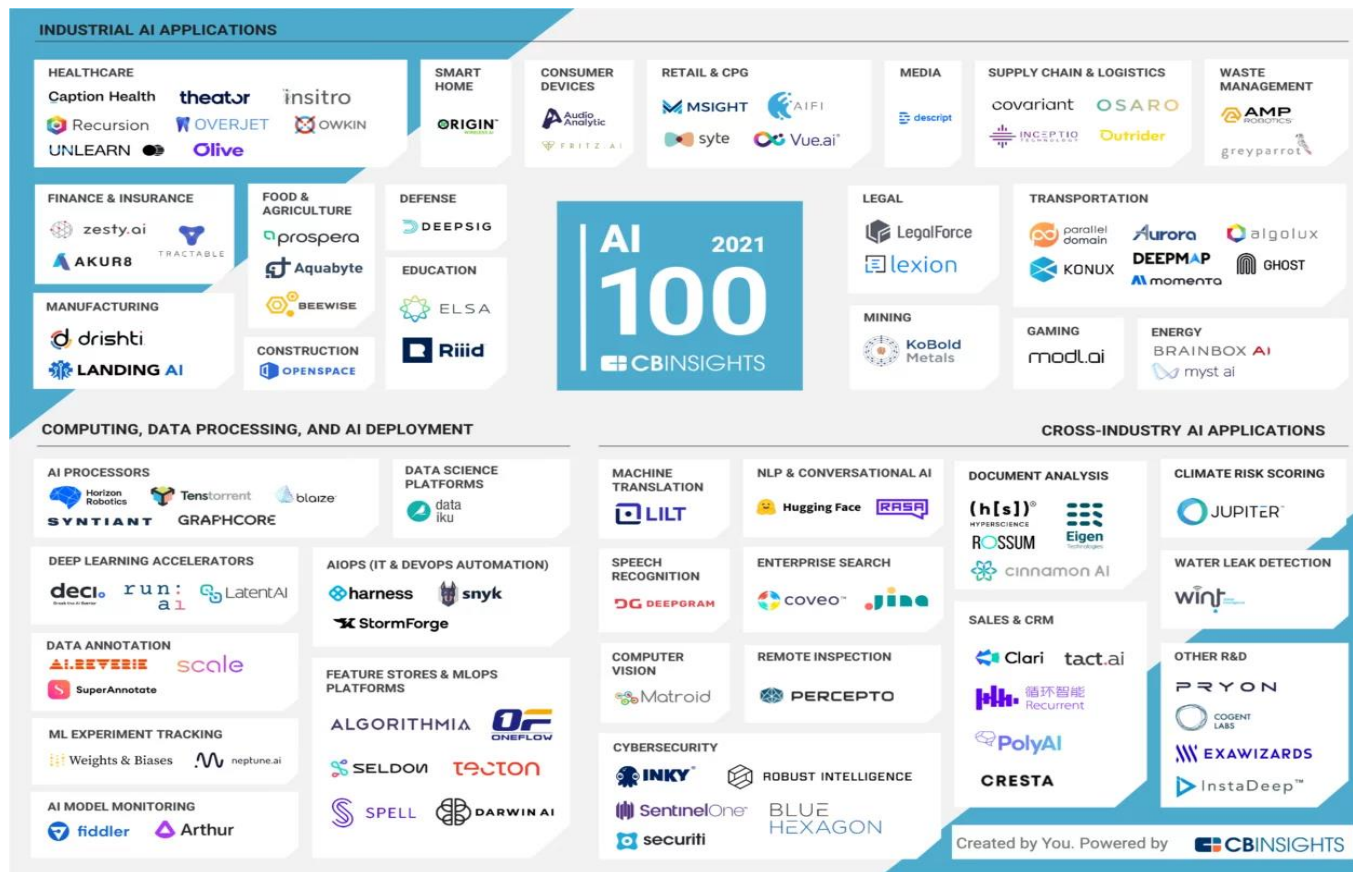 INDUSTRIAL AI APPLICATIONS
HEALTHCARE
Caption Health theator insitro
Recursion OVERJET OWKIN
UNLEARN Olive
SMART
HOME
ORIGIN™
WIRELESS AI
CONSUMER
DEVICES
Audio
Analytic
FRITZ AI
RETAIL & CPG
MSIGHT AIFI
syte Vue.ai
MEDIA
descript
SUPPLY CHAIN & LOGISTICS
covariant OSARO
INCEPTIO
TECHNOLOGY
Outrider
WASTE
MANAGEMENT
AMP
ROBOTICS
greyparrot
FINANCE & INSURANCE
zesty.ai
TRACTABLE
AKUR8
FOOD &
AGRICULTURE
prospera
Aquabyte
BEEWISE
DEFENSE
DEEPSIG
EDUCATION
ELSA
Riiid
MANUFACTURING
drishti
LANDING AI
CONSTRUCTION
OPENSPACE
AI 2021
100
CBINSIGHTS
LEGAL
LegalForce
lexion
TRANSPORTATION
parallel
domain
Aurora algolux
KONUX DEEPMAP GHOST
momenta
MINING
KoBold
Metals
GAMING
modl.ai
ENERGY
BRAINBOX AI
myst ai
COMPUTING, DATA PROCESSING, AND AI DEPLOYMENT
AI PROCESSORS
Horizon
Robotics
Tenstorrent blaize
SYNTIANT GRAPHCORE
DATA SCIENCE
PLATFORMS
data
iku
DEEP LEARNING ACCELERATORS
deci.
run:
ai
LatentAI
AIOPS (IT & DEVOPS AUTOMATION)
harness snyk
StormForge
DATA ANNOTATION
AI.REVERIE scale
SuperAnnotate
FEATURE STORES & MLOPS
PLATFORMS
ALGORITHMIA OF
ONEFLOW
SELDON TECTON
SPELL DARWIN AI
ML EXPERIMENT TRACKING
Weights & Biases neptune.ai
AI MODEL MONITORING
fiddler Arthur
CROSS-INDUSTRY AI APPLICATIONS
MACHINE
TRANSLATION
LILT
NLP & CONVERSATIONAL AI
Hugging Face RASA
DOCUMENT ANALYSIS
(h[s])®
HYPERSCIENCE
ROSSUM
Eigen
Technologies
cinnamon AI
CLIMATE RISK SCORING
JUPITER
SPEECH
RECOGNITION
DG DEEPGRAM
ENTERPRISE SEARCH
coveo™ Jina
WATER LEAK DETECTION
wint
COMPUTER
VISION
Matroid
REMOTE INSPECTION
PERCEPTO
SALES & CRM
Clari tact.ai
循环智能
Recurrent
PolyAI
CRESTA
OTHER R&D
PRYON
COGENT
LABS
EXAWIZARDS
InstaDeep™
CYBERSECURITY
INKY ROBUST INTELLIGENCE
SentinelOne
BLUE
HEXAGON
securiti
Created by You. Powered by CBINSIGHTS